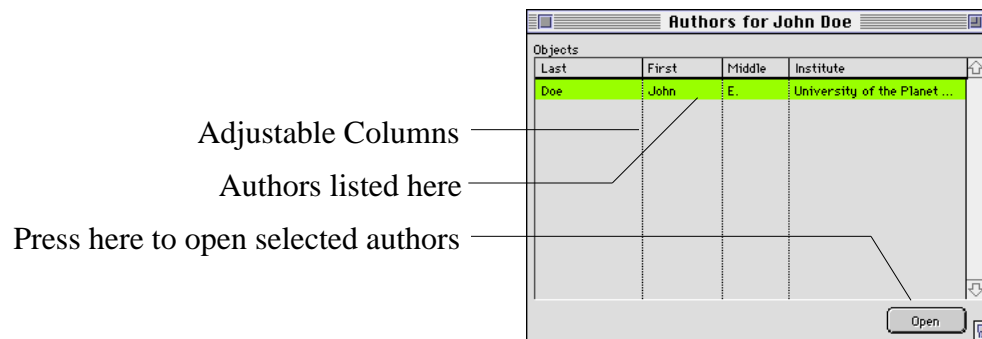 Authors for John Doe
Objects
Last First Middle Institute
Doe John E. University of the Planet ...
Adjustable Columns
Authors listed here
Press here to open selected authors
Open